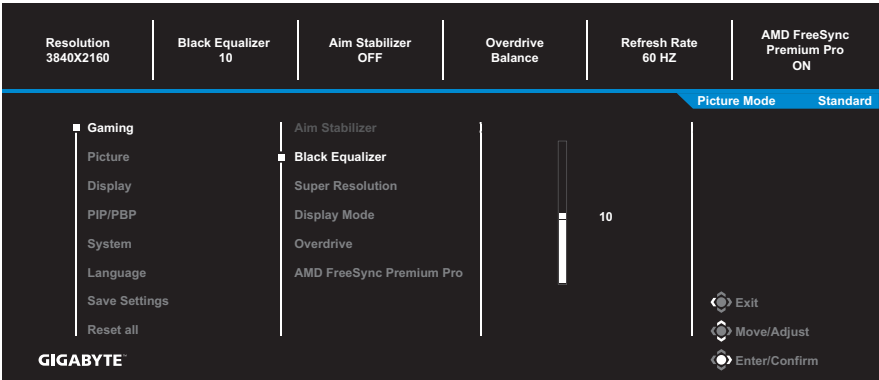 Resolution
3840X2160
Black Equalizer
10
Aim Stabilizer
OFF
Overdrive
Balance
Refresh Rate
60 HZ
AMD FreeSync
Premium Pro
ON
Picture Mode Standard
Gaming
Picture
Display
PIP/PBP
System
Language
Save Settings
Reset all
Aim Stabilizer
Black Equalizer
Super Resolution
Display Mode
Overdrive
AMD FreeSync Premium Pro
10
Exit
Move/Adjust
Enter/Confirm
GIGABYTE™